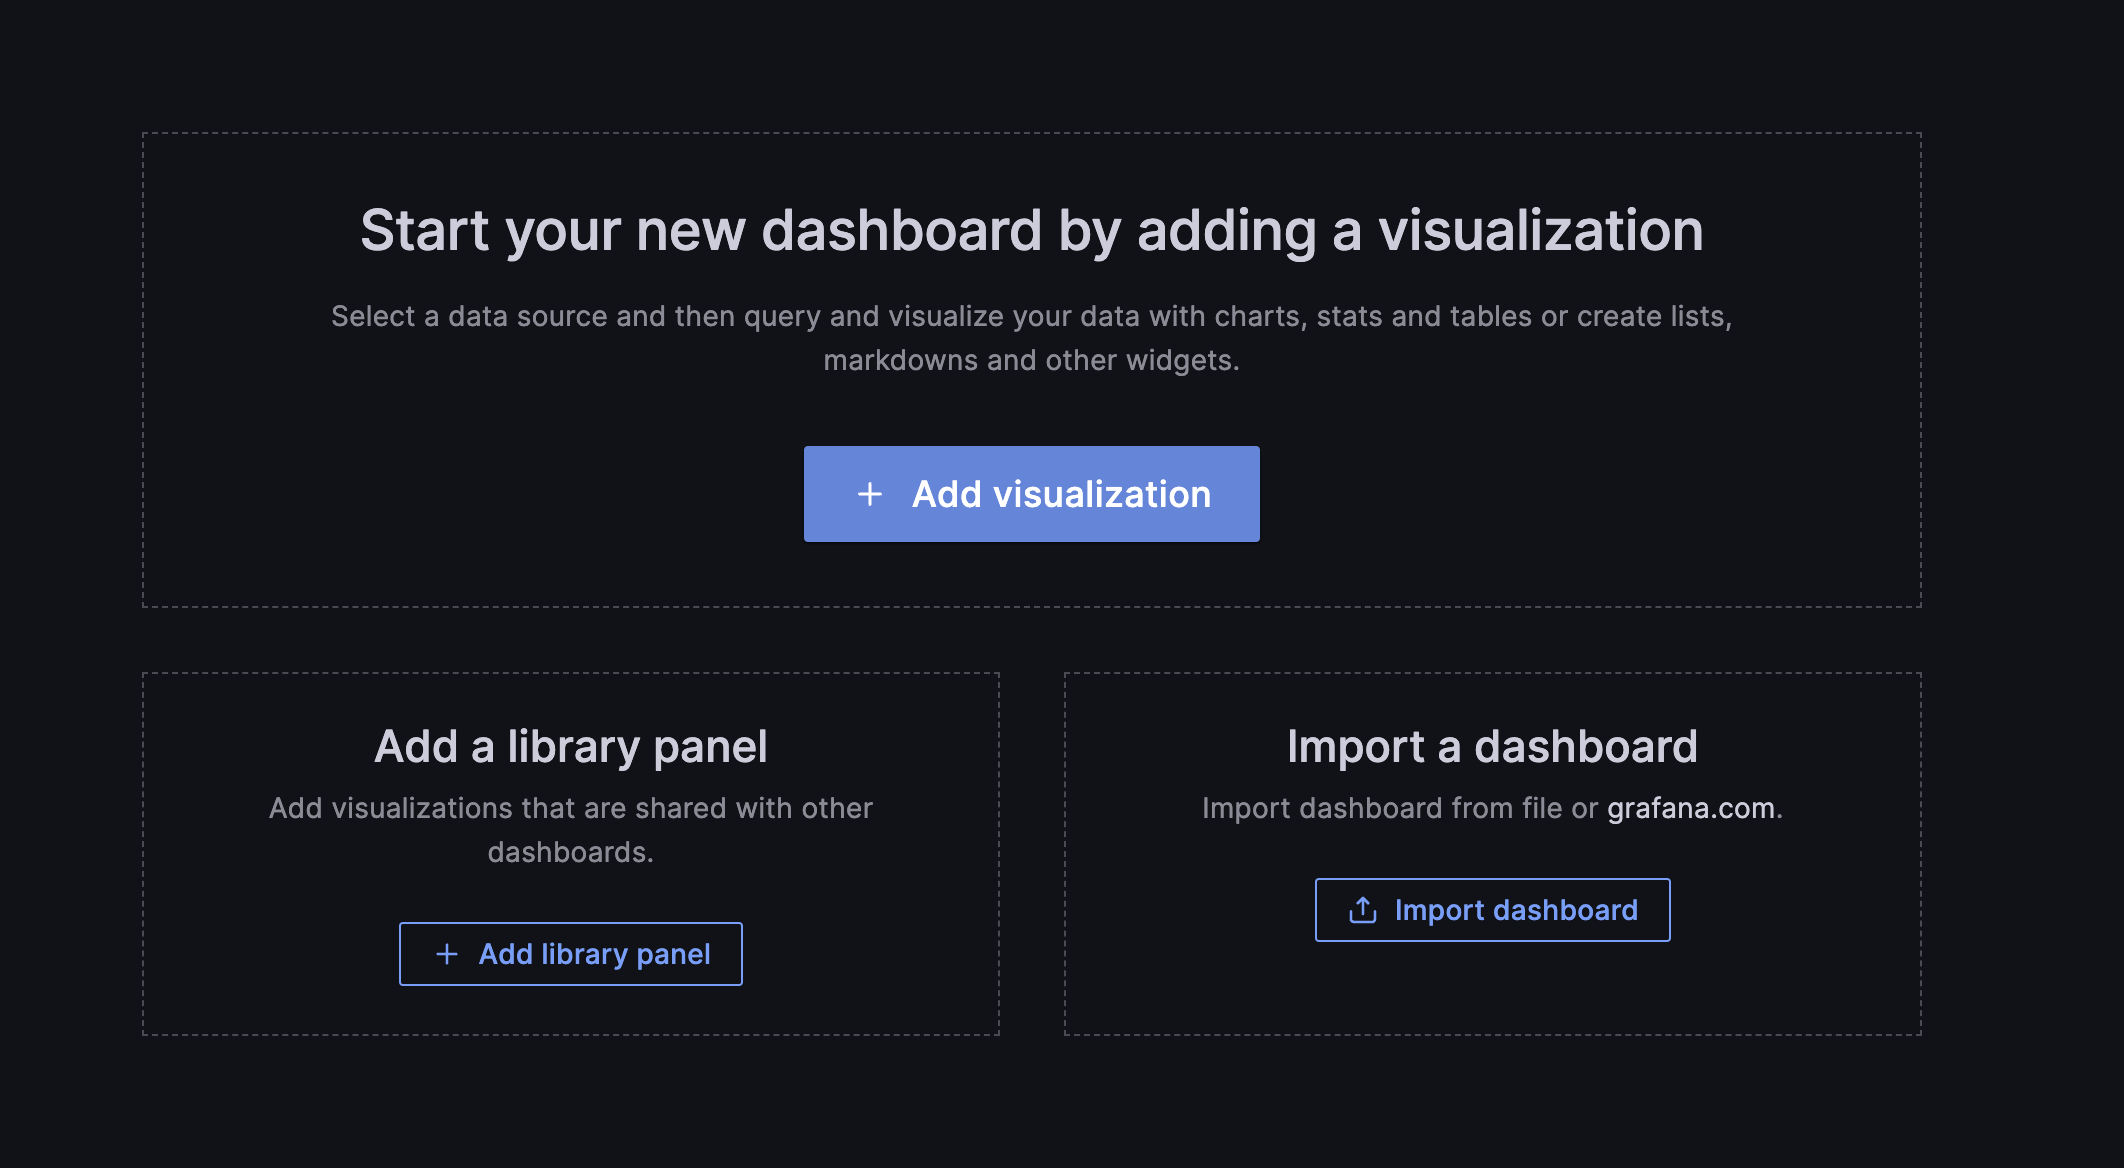 Start your new dashboard by adding a visualization
Select a data source and then query and visualize your data with charts, stats and tables or create lists,
markdowns and other widgets.
Add visualization
Add a library panel
Add visualizations that are shared with other
dashboards.
Add library panel
Import a dashboard
Import dashboard from file or grafana.com.
Import dashboard